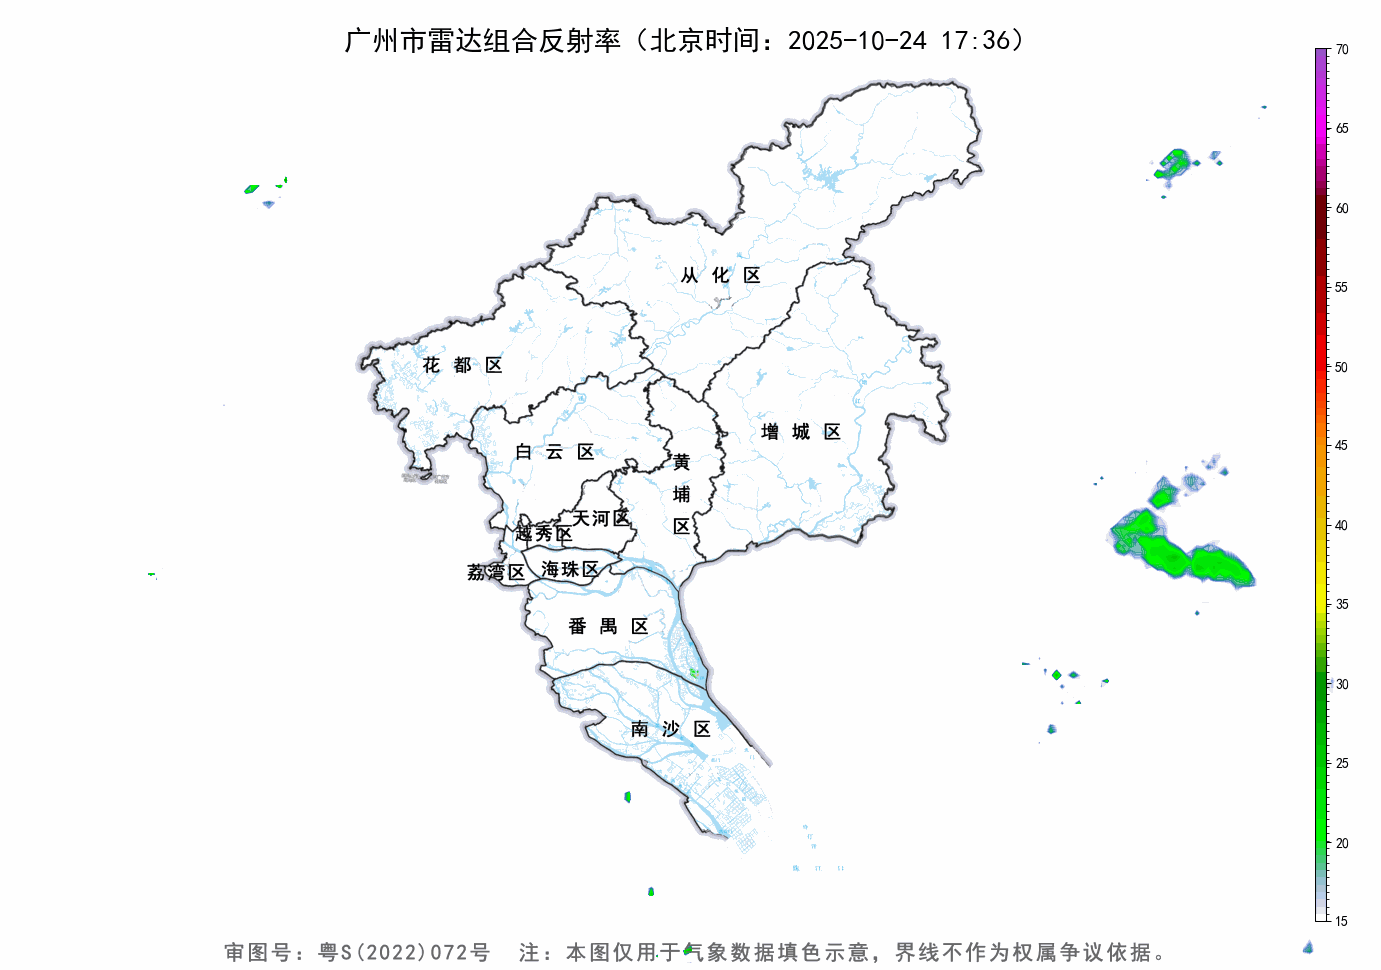 广州市雷达组合反射率（北京时间：2025-10-24 17:36）
70
65
60
55
50
45
40
35
30
25
20
15
从化区
花都区
增城区
白云区
黄埔区
天河区
越秀区
荔湾区
海珠区
番禺区
南沙区
审图号：粤S(2022)072号 注：本图仅用于气象数据填色示意，界线不作为权属争议依据。